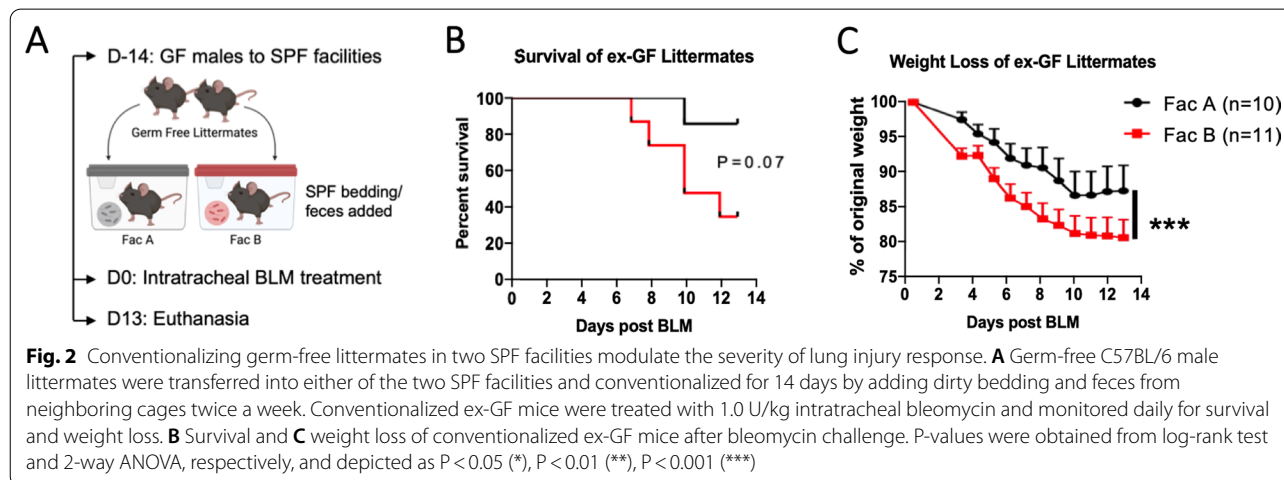 A
D-14: GF males to SPF facilities
Germ Free Littermates
SPF bedding/
feces added
Fac A
Fac B
D0: Intratracheal BLM treatment
D13: Euthanasia
B
Survival of ex-GF Littermates
Percent survival
100
80
60
40
20
0
P=0.07
0 2 4 6 8 10 12 14
Days post BLM
C
Weight Loss of ex-GF Littermates
% of original weight
100
95
90
85
80
75
Fac A (n=10)
Fac B (n=11)
***
0 2 4 6 8 10 12 14
Days post BLM
Fig. 2 Conventionalizing germ-free littermates in two SPF facilities modulate the severity of lung injury response. A Germ-free C57BL/6 male
littermates were transferred into either of the two SPF facilities and conventionalized for 14 days by adding dirty bedding and feces from
neighboring cages twice a week. Conventionalized ex-GF mice were treated with 1.0 U/kg intratracheal bleomycin and monitored daily for survival
and weight loss. B Survival and C weight loss of conventionalized ex-GF mice after bleomycin challenge. P-values were obtained from log-rank test
and 2-way ANOVA, respectively, and depicted as P < 0.05 (*), P < 0.01 (**), P < 0.001 (***)